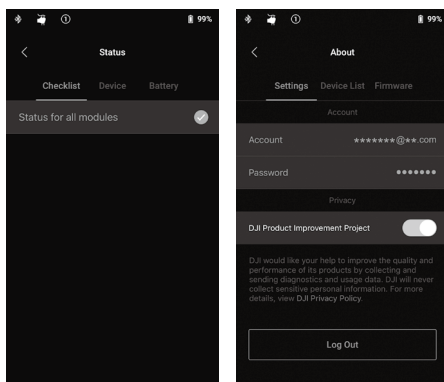 ① 99%
Status
Checklist Device Battery
Status for all modules
① 99%
About
Settings Device List Firmware
Account
Account *******@**.com
Password •••••••
Privacy
DJI Product Improvement Project
DJI would like your help to improve the quality and
performance of its products by collecting and
sending diagnostics and usage data. DJI will never
collect sensitive personal information. For more
details, view DJI Privacy Policy.
Log Out